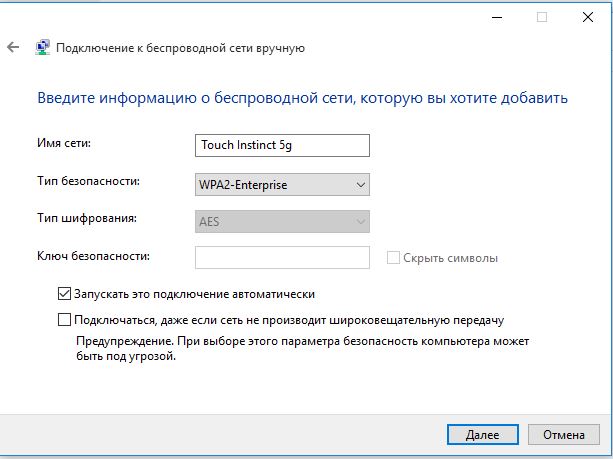 Подключение к беспроводной сети вручную
Введите информацию о беспроводной сети, которую вы хотите добавить
Имя сети: Touch Instinct 5g
Тип безопасности: WPA2-Enterprise
Тип шифрования: AES
Ключ безопасности: Скрыть символы
Запускать это подключение автоматически
Подключаться, даже если сеть не производит широковещательную передачу
Предупреждение. При выборе этого параметра безопасность компьютера может
быть под угрозой.
Далее Отмена